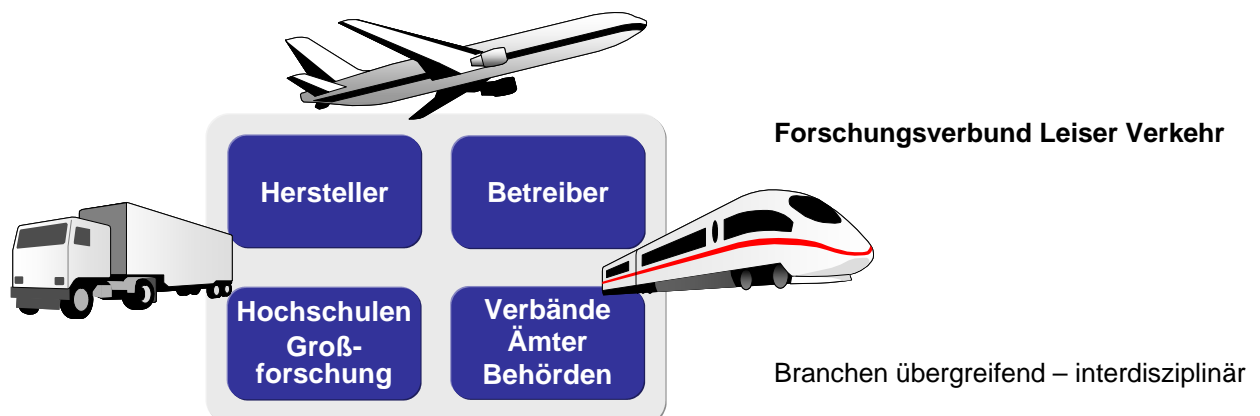 Forschungsverbund Leiser Verkehr
Hersteller
Betreiber
Hochschulen
Groß-
forschung
Verbände
Ämter
Behörden
Branchen übergreifend – interdisziplinär